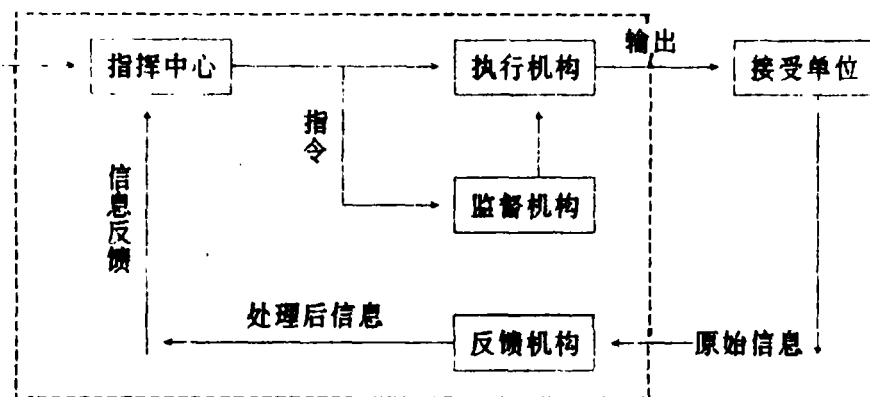 输出
指挥中心
执行机构
接受单位
指令
监督机构
信息反馈
处理后信息
反馈机构
原始信息